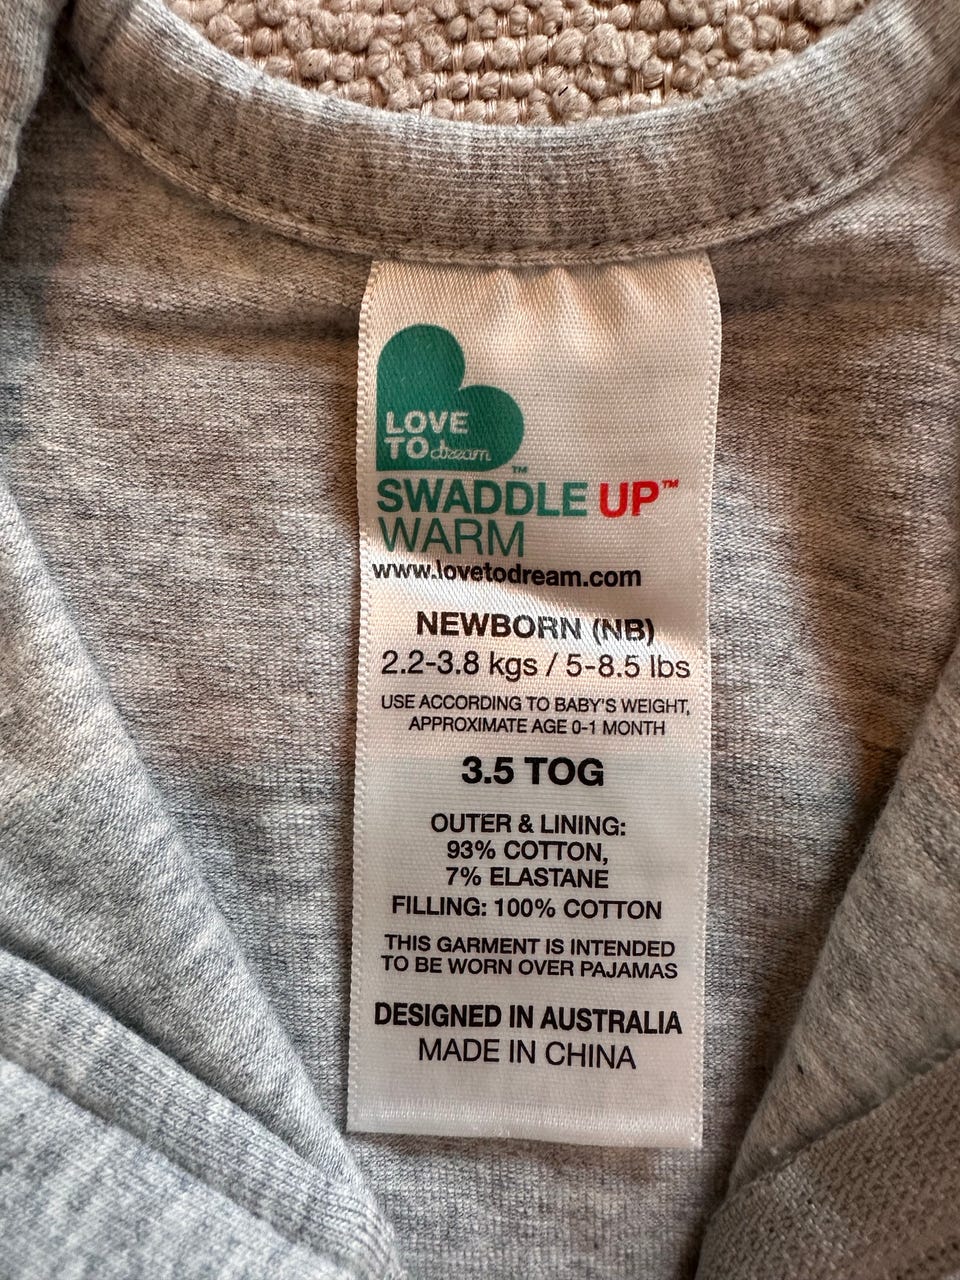 LOVE
TO dream™
SWADDLE UP™
WARM
www.lovetodream.com
NEWBORN (NB)
2.2-3.8 kgs / 5-8.5 lbs
USE ACCORDING TO BABY'S WEIGHT,
APPROXIMATE AGE 0-1 MONTH
3.5 TOG
OUTER & LINING:
93% COTTON,
7% ELASTANE
FILLING: 100% COTTON
THIS GARMENT IS INTENDED
TO BE WORN OVER PAJAMAS
DESIGNED IN AUSTRALIA
MADE IN CHINA